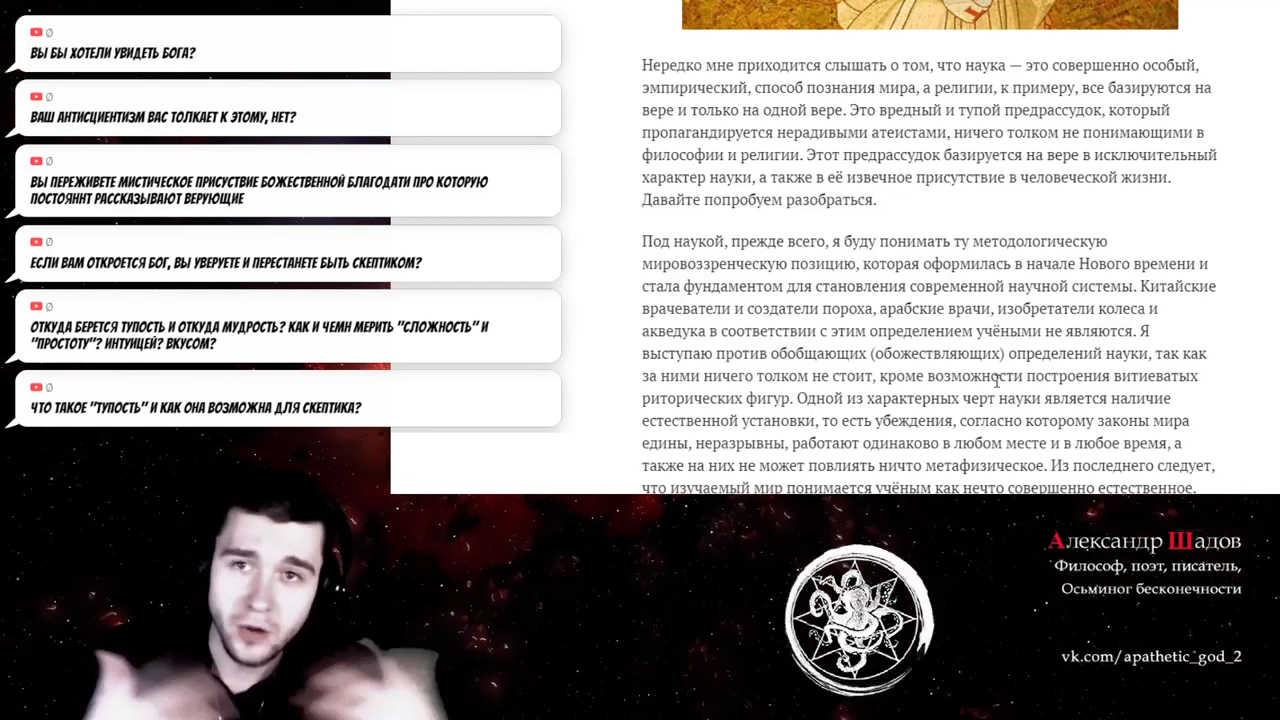 Ø
ВЫ БЫ ХОТЕЛИ УВИДЕТЬ БОГА?
Ø
ВАШ АНТИСЦИЕНТИЗМ ВАС ТОЛКАЕТ К ЭТОМУ, НЕТ?
Ø
ВЫ ПЕРЕЖИВЕТЕ МИСТИЧЕСКОЕ ПРИСУСТВИЕ БОЖЕСТВЕННОЙ БЛАГОДАТИ ПРО КОТОРУЮ
ПОСТОЯННТ РАССКАЗЫВАЮТ ВЕРУЮЩИЕ
Ø
ЕСЛИ ВАМ ОТКРОЕТСЯ БОГ, ВЫ УВЕРУЕТЕ И ПЕРЕСТАНЕТЕ БЫТЬ СКЕПТИКОМ?
Ø
ОТКУДА БЕРЕТСЯ ТУПОСТЬ И ОТКУДА МУДРОСТЬ? КАК И ЧЕМН МЕРИТЬ "СЛОЖНОСТЬ" И
"ПРОСТОТУ"? ИНТУИЦЕЙ? ВКУСОМ?
Ø
ЧТО ТАКОЕ "ТУПОСТЬ" И КАК ОНА ВОЗМОЖНА ДЛЯ СКЕПТИКА?
Нередко мне приходится слышать о том, что наука — это совершенно особый,
эмпирический, способ познания мира, а религии, к примеру, все базируются на
вере и только на одной вере. Это вредный и тупой предрассудок, который
пропагандируется нерадивыми атеистами, ничего толком не понимающими в
философии и религии. Этот предрассудок базируется на вере в исключительный
характер науки, а также в её извечное присутствие в человеческой жизни.
Давайте попробуем разобраться.
Под наукой, прежде всего, я буду понимать ту методологическую
мировоззренческую позицию, которая оформилась в начале Нового времени и
стала фундаментом для становления современной научной системы. Китайские
врачеватели и создатели пороха, арабские врачи, изобретатели колеса и
акведука в соответствии с этим определением учёными не являются. Я
выступаю против обобщающих (обожествляющих) определений науки, так как
за ними ничего толком не стоит, кроме возможности построения витиеватых
риторических фигур. Одной из характерных черт науки является наличие
естественной установки, то есть убеждения, согласно которому законы мира
едины, неразрывны, работают одинаково в любом месте и в любое время, а
также на них не может повлиять ничто метафизическое. Из последнего следует,
что изучаемый мир понимается учёным как нечто совершенно естественное.
Александр Шадов
Философ, поэт, писатель,
Осьминог бесконечности
vk.com/apathetic_god_2